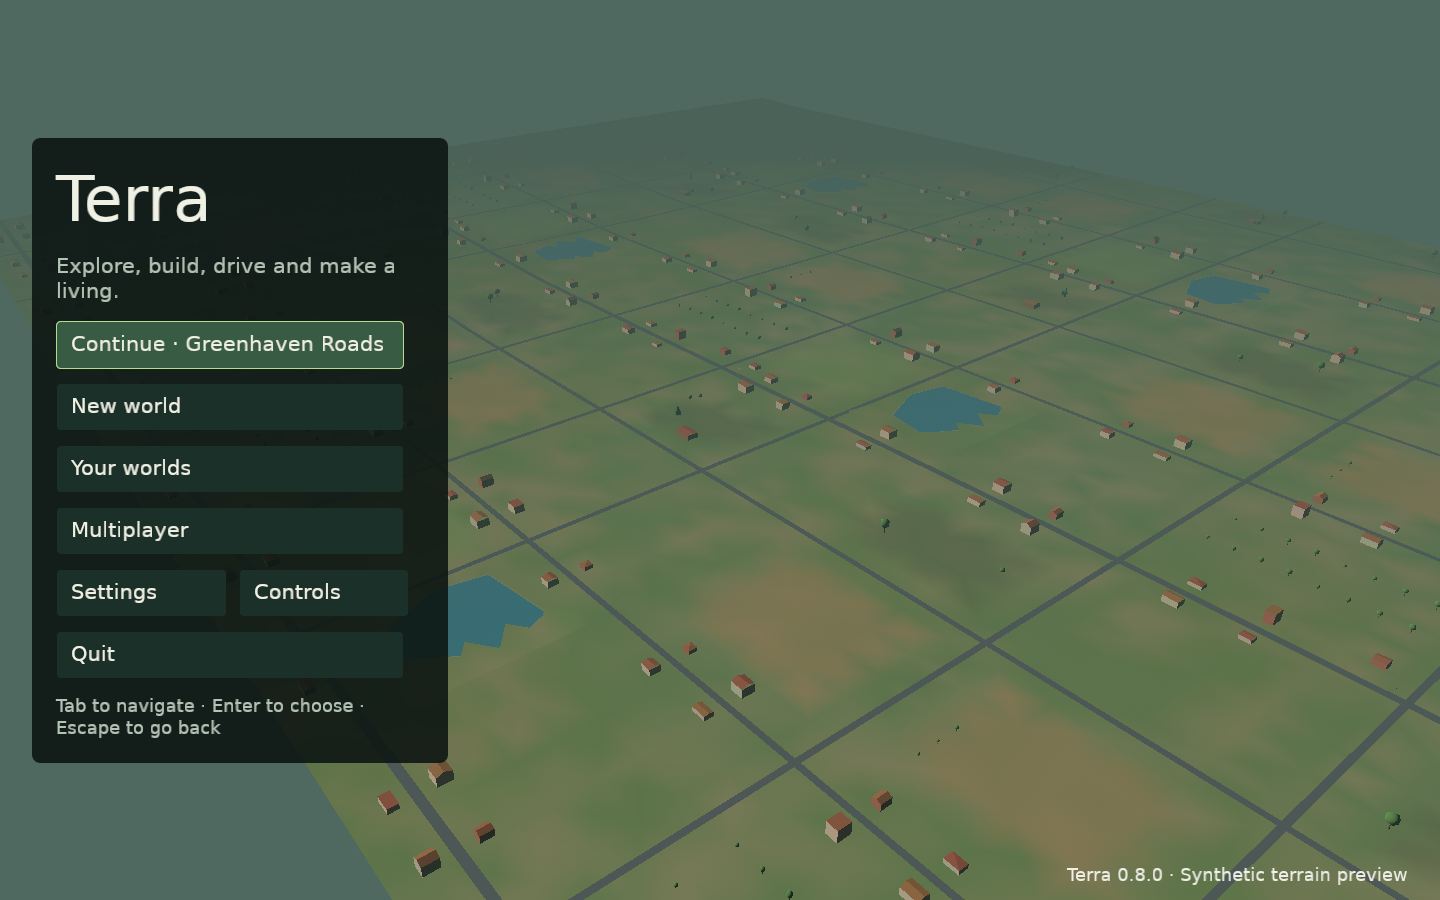 Terra
Explore, build, drive and make a
living.
Continue · Greenhaven Roads
New world
Your worlds
Multiplayer
Settings
Controls
Quit
Tab to navigate · Enter to choose ·
Escape to go back
Terra 0.8.0 · Synthetic terrain preview